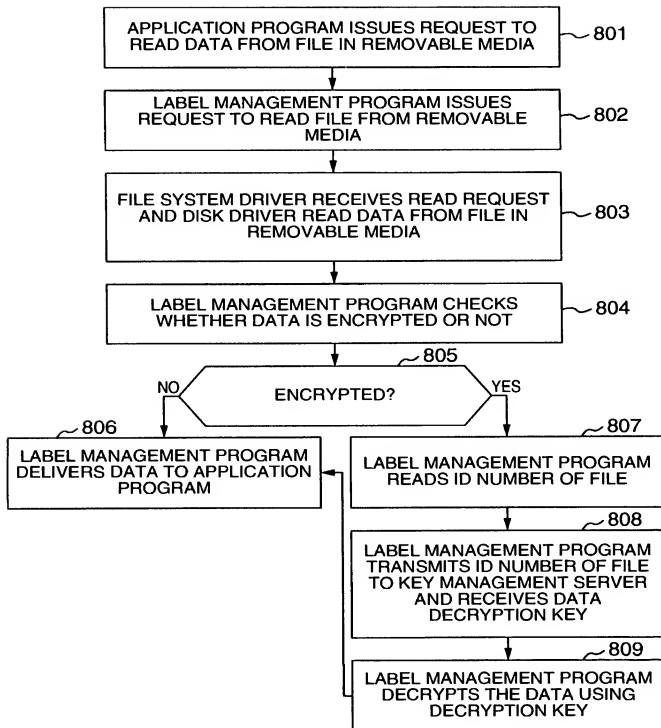 APPLICATION PROGRAM ISSUES REQUEST TO
READ DATA FROM FILE IN REMOVABLE MEDIA
801
LABEL MANAGEMENT PROGRAM ISSUES
REQUEST TO READ FILE FROM REMOVABLE
MEDIA
802
FILE SYSTEM DRIVER RECEIVES READ REQUEST
AND DISK DRIVER READ DATA FROM FILE IN
REMOVABLE MEDIA
803
LABEL MANAGEMENT PROGRAM CHECKS
WHETHER DATA IS ENCRYPTED OR NOT
804
805
NO
ENCRYPTED?
YES
806
LABEL MANAGEMENT PROGRAM
DELIVERS DATA TO APPLICATION
PROGRAM
807
LABEL MANAGEMENT PROGRAM
READS ID NUMBER OF FILE
808
LABEL MANAGEMENT PROGRAM
TRANSMITS ID NUMBER OF FILE
TO KEY MANAGEMENT SERVER
AND RECEIVES DATA
DECRYPTION KEY
809
LABEL MANAGEMENT PROGRAM
DECRYPTS THE DATA USING
DECRYPTION KEY